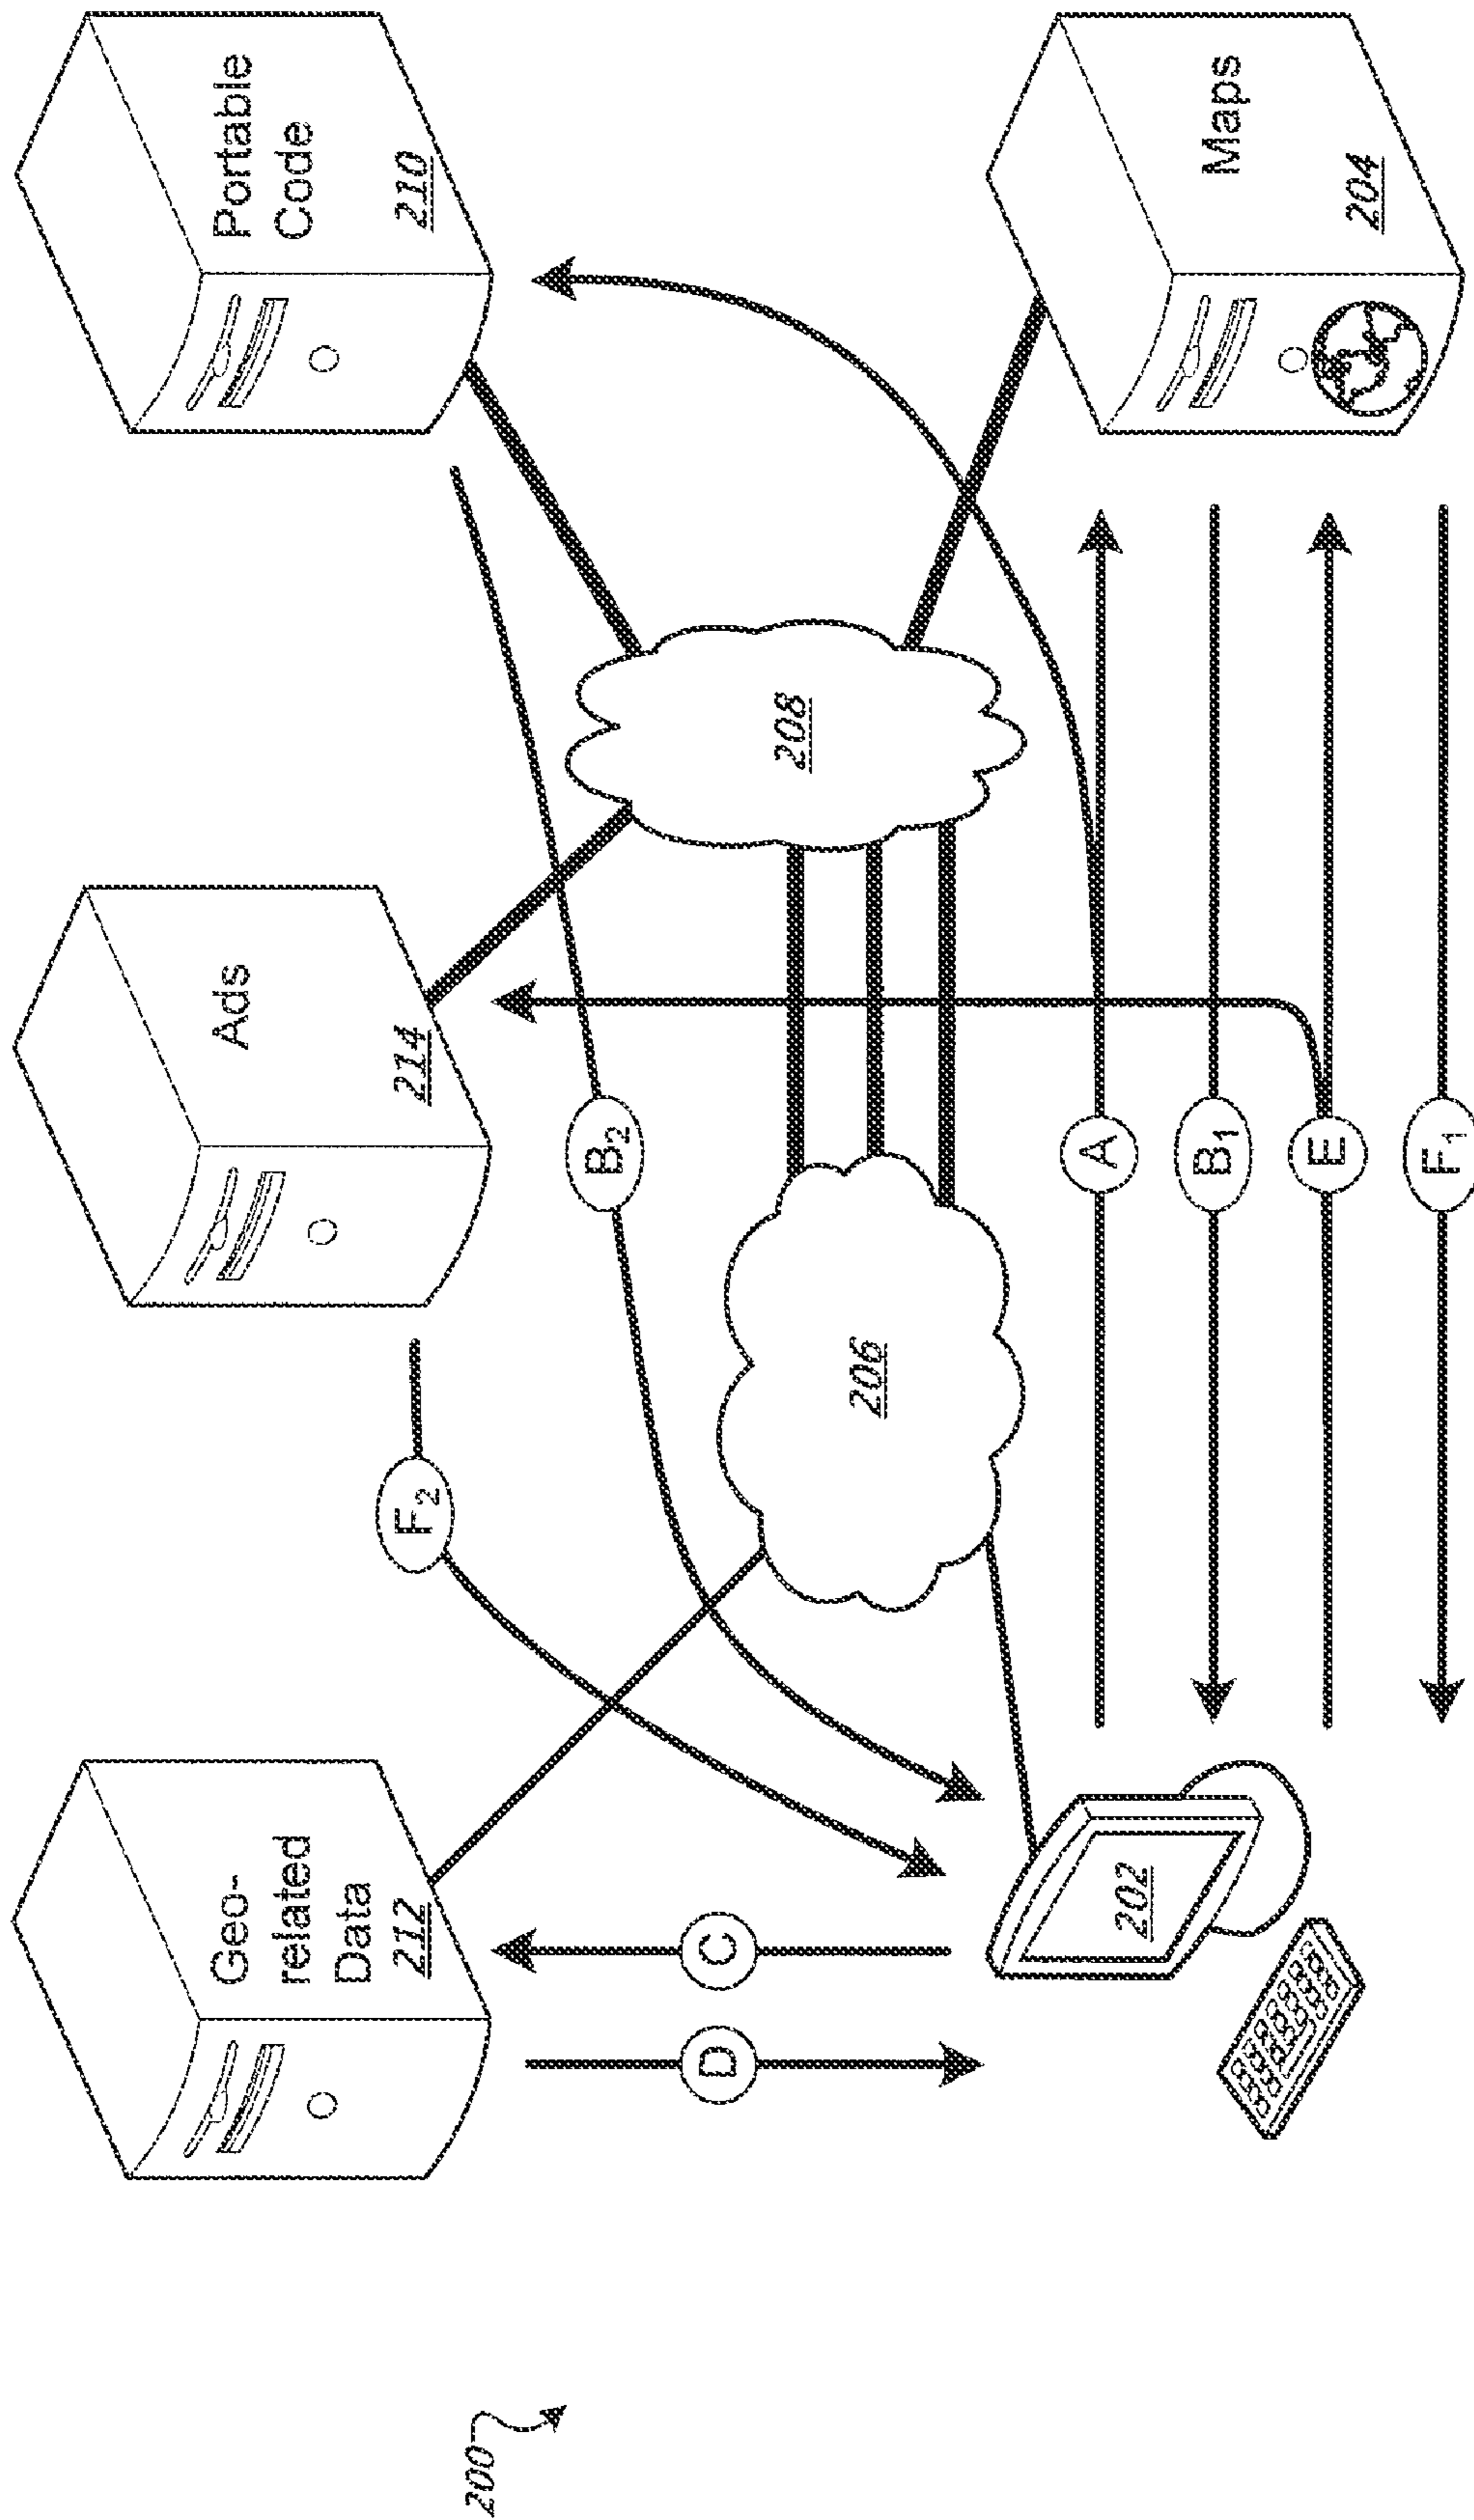 200
Geo-
related
Data
212
Ads
214
Portable
Code
210
F₂
B₂
C
D
206
208
202
A
B₁
E
F₁
Maps
204